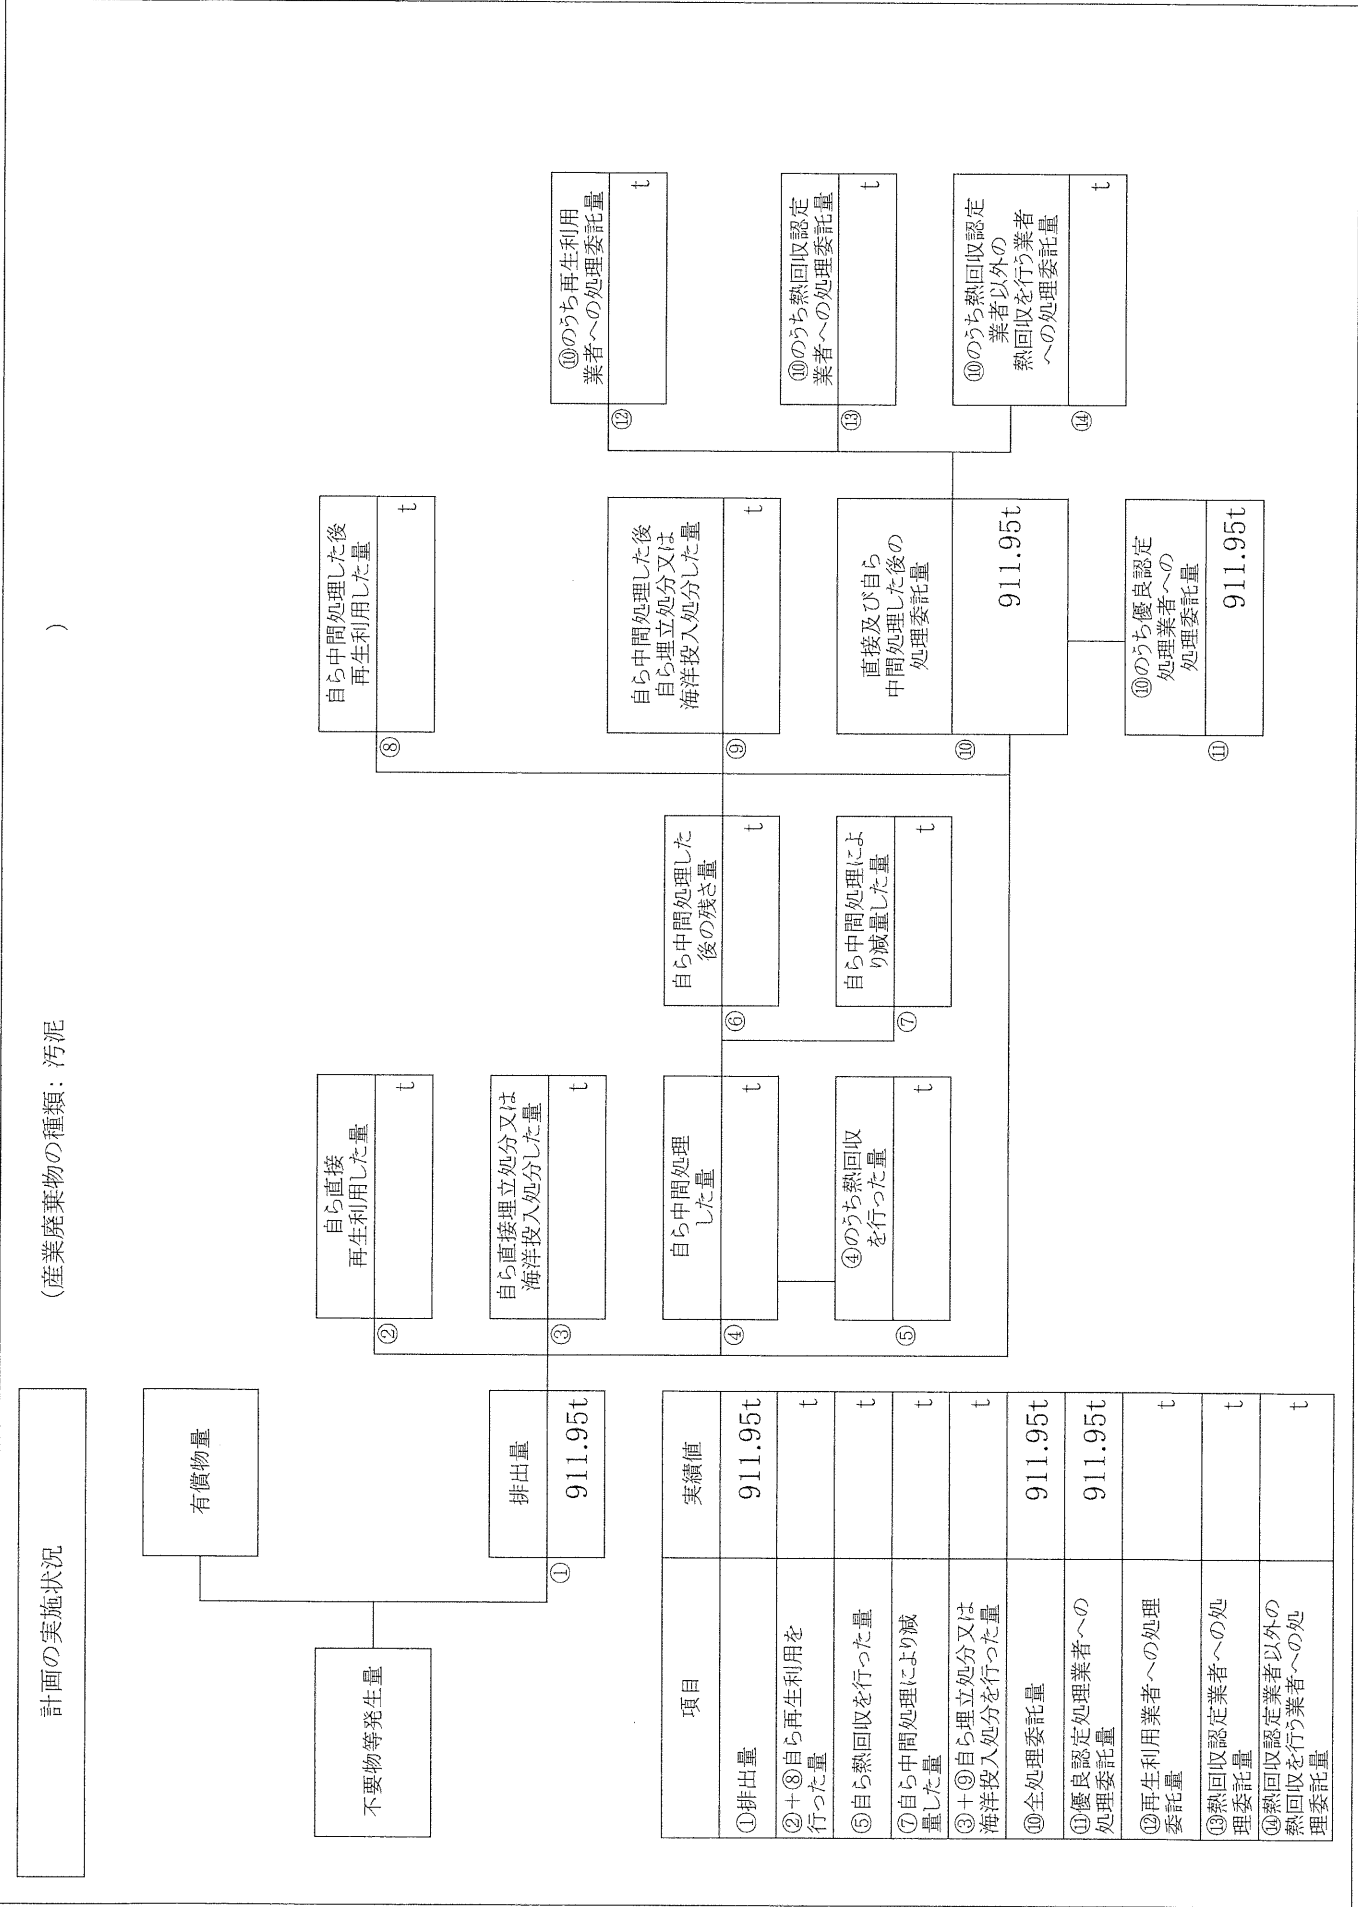 計画の実施状況
(産業廃棄物の種類：汚泥 )
不要物等発生量
有償物量
①
排出量
911.95t
②
自ら直接
再生利用した量
t
③
自ら直接埋立処分又は
海洋投入処分した量
t
④
自ら中間処理
した量
t
⑤
④のうち熱回収
を行った量
t
⑥
自ら中間処理した
後の残さ量
t
⑦
自ら中間処理によ
り減量した量
t
⑧
自ら中間処理した後
再生利用した量
t
⑨
自ら中間処理した後
自ら埋立処分又は
海洋投入処分した量
t
⑩
直接及び自ら
中間処理した後の
処理委託量
911.95t
⑪
⑩のうち優良認定
処理業者への
処理委託量
911.95t
⑫
⑩のうち再生利用
業者への処理委託量
t
⑬
⑩のうち熱回収認定
業者への処理委託量
t
⑭
⑩のうち熱回収認定
業者以外の
熱回収を行う業者
への処理委託量
t
項目 実績値
①排出量 911.95t
②＋⑧自ら再生利用を
行った量
t
⑤自ら熱回収を行った量 t
⑦自ら中間処理により減
量した量
t
③＋⑨自ら埋立処分又は
海洋投入処分を行った量
t
⑩全処理委託量 911.95t
⑪優良認定処理業者への
処理委託量
911.95t
⑫再生利用業者への処理
委託量
t
⑬熱回収認定業者への処
理委託量
t
⑭熱回収認定業者以外の
熱回収を行う業者への処
理委託量
t